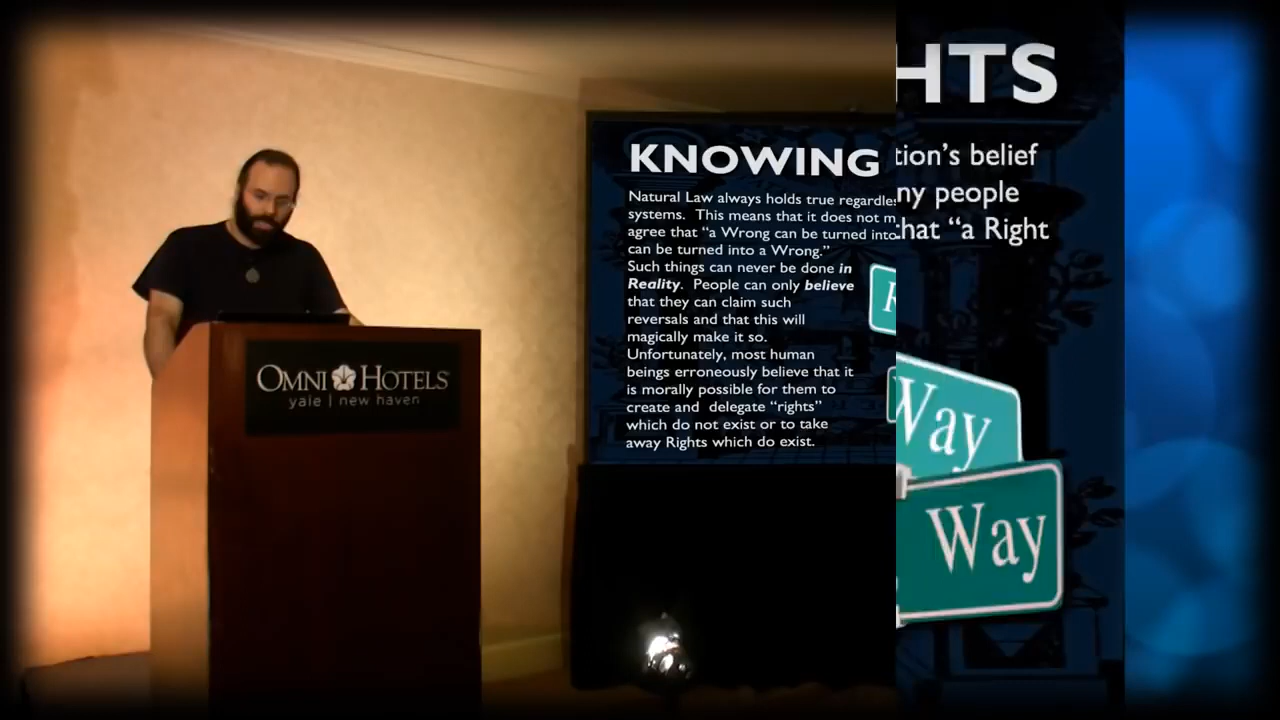 KNOWING
Natural Law always holds true regardles
systems. This means that it does not m
agree that “a Wrong can be turned into
can be turned into a Wrong.”
Such things can never be done in
Reality. People can only believe
that they can claim such
reversals and that this will
magically make it so.
Unfortunately, most human
beings erroneously believe that it
is morally possible for them to
create and delegate “rights”
which do not exist or to take
away Rights which do exist.
HTS
tion’s belief
ny people
that “a Right
Way
Way
OMNI HOTELS
yale | new haven